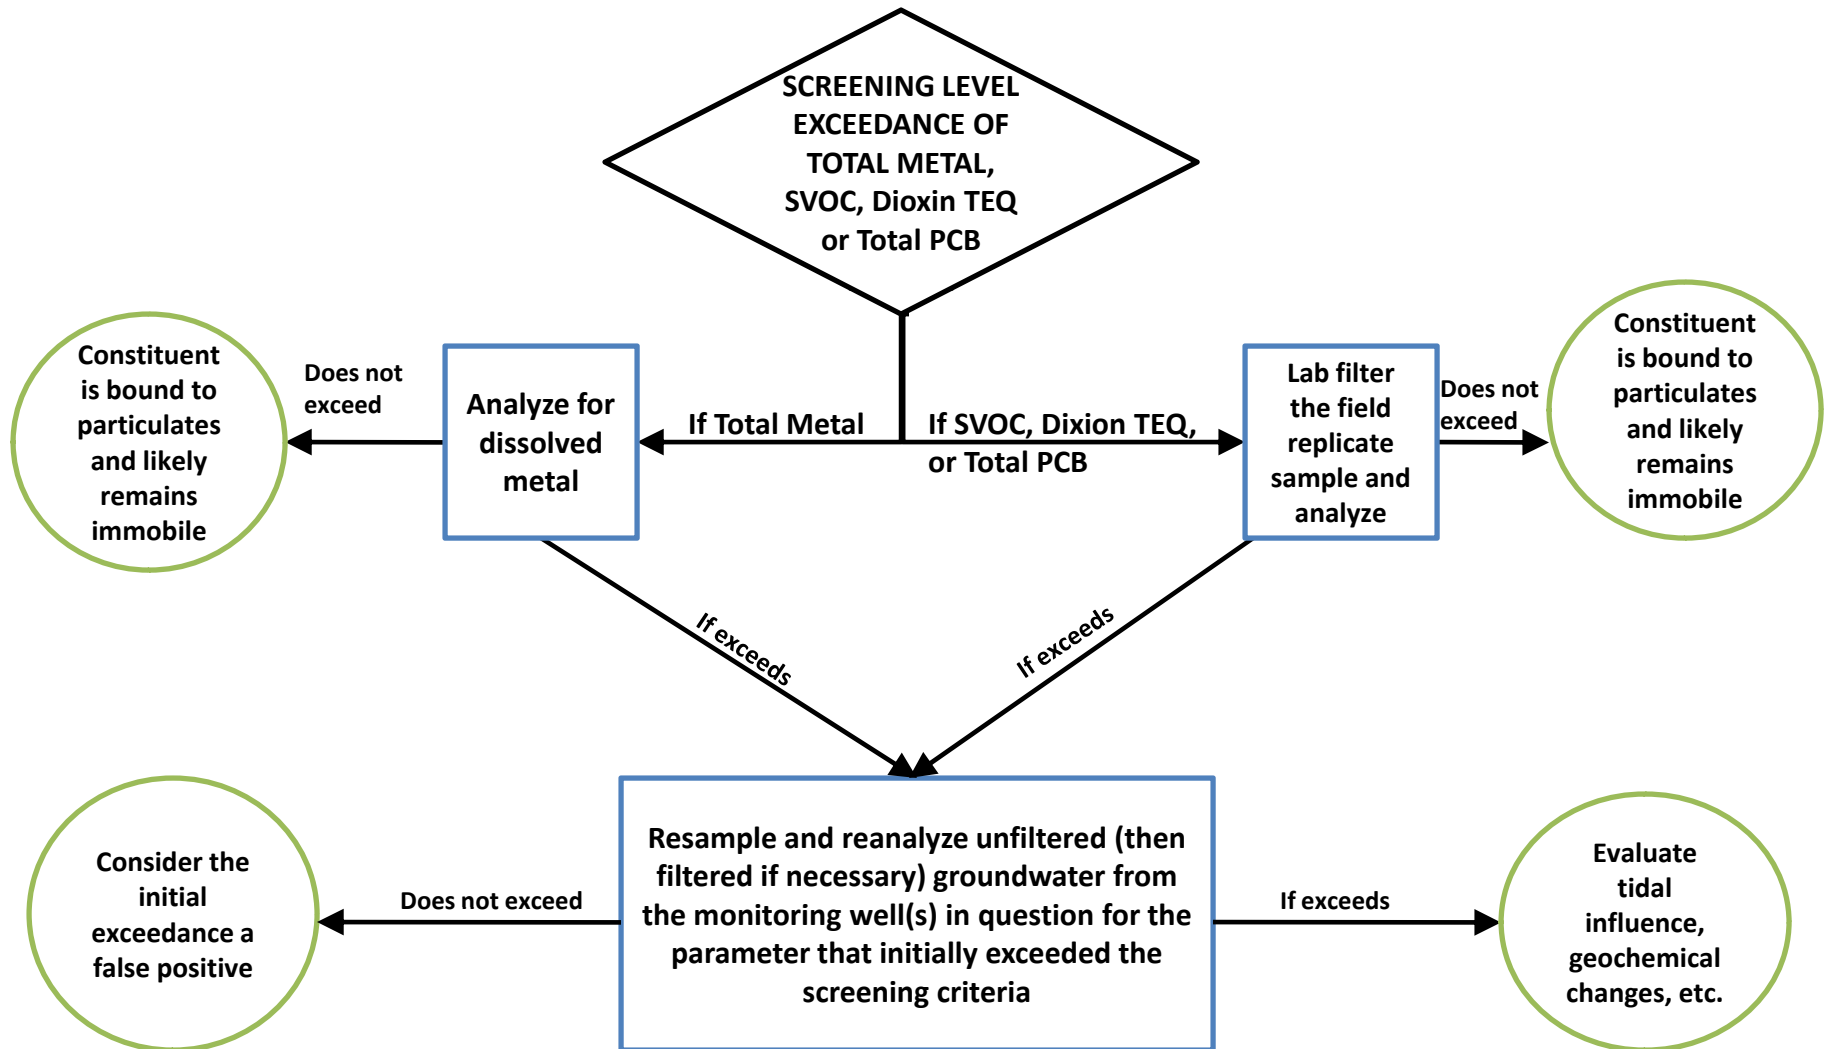 SCREENING LEVEL
EXCEEDANCE OF
TOTAL METAL,
SVOC, Dioxin TEQ
or Total PCB
Constituent
is bound to
particulates
and likely
remains
immobile
Does not
exceed
Analyze for
dissolved
metal
If Total Metal
If SVOC, Dixion TEQ,
or Total PCB
Lab filter
the field
replicate
sample and
analyze
Does not
exceed
Constituent
is bound to
particulates
and likely
remains
immobile
If exceeds
If exceeds
Consider the
initial
exceedance a
false positive
Does not exceed
Resample and reanalyze unfiltered (then
filtered if necessary) groundwater from
the monitoring well(s) in question for the
parameter that initially exceeded the
screening criteria
If exceeds
Evaluate
tidal
influence,
geochemical
changes, etc.